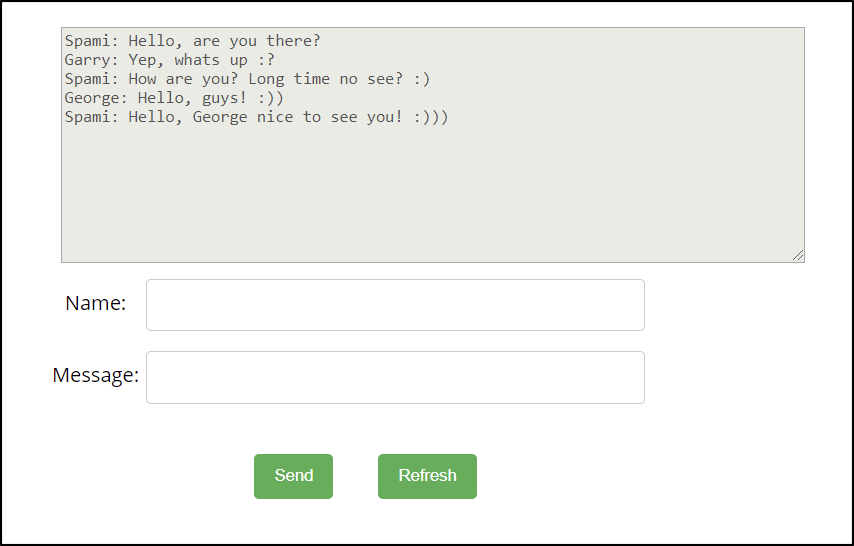 Spami: Hello, are you there?
Garry: Yep, whats up :?
Spami: How are you? Long time no see? :)
George: Hello, guys! :))
Spami: Hello, George nice to see you! :)))
Name:
Message:
Send Refresh